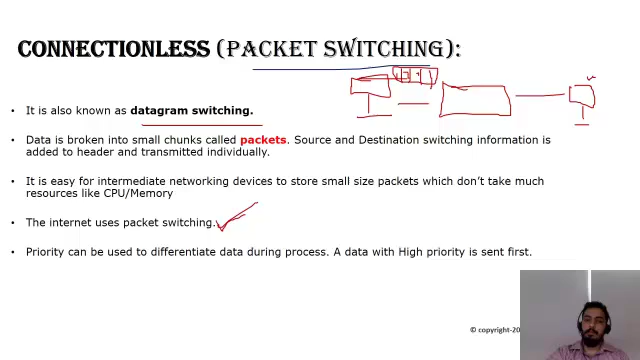 CONNECTIONLESS (PACKET SWITCHING):
• It is also known as datagram switching.
• Data is broken into small chunks called packets. Source and Destination switching information is
added to header and transmitted individually.
• It is easy for intermediate networking devices to store small size packets which don't take much
resources like CPU/Memory
• The internet uses packet switching.
• Priority can be used to differentiate data during process. A data with High priority is sent first.
© copyright-20